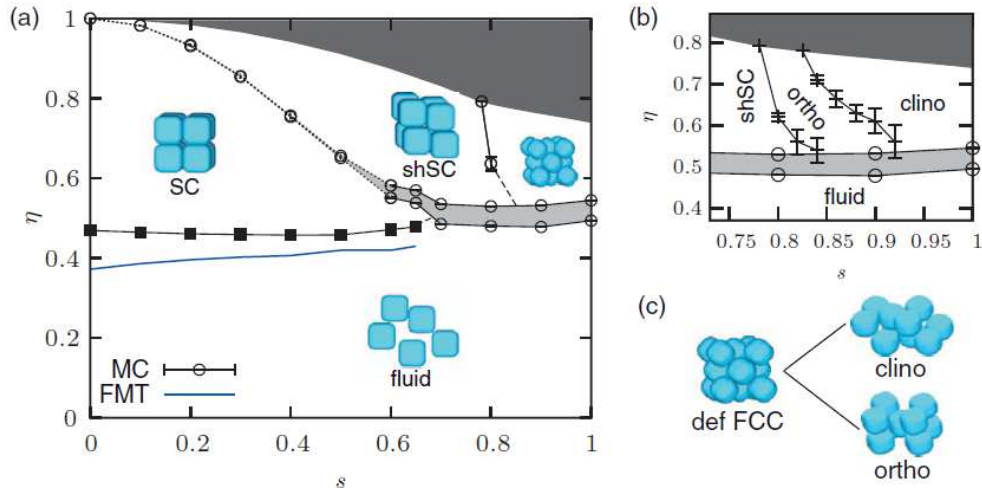 (a)
1
0.8
0.6
0.4
0.2
0
η
SC
shSC
fluid
MC
FMT
0 0.2 0.4 0.6 0.8 1
s
(b)
0.8
0.7
0.6
0.5
0.4
η
shSC
ortho
clino
fluid
0.75 0.8 0.85 0.9 0.95 1
s
(c)
def FCC
clino
ortho